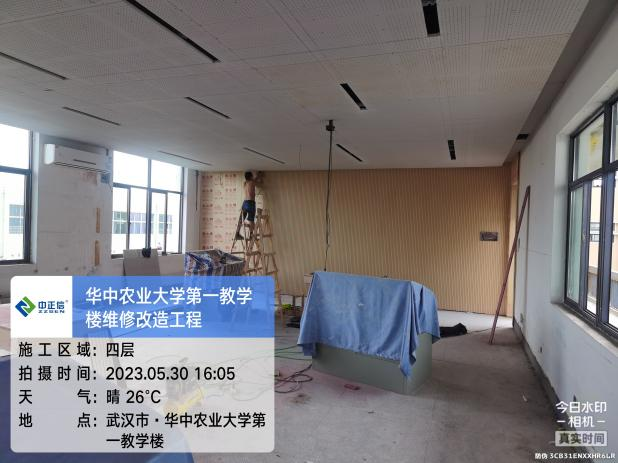 中正信
ZZSEN
华中农业大学第一教学
楼维修改造工程
施工区域：四层
拍摄时间：2023.05.30 16:05
天气：晴 26℃
地点：武汉市·华中农业大学第
一教学楼
今日水印
相机
真实时间
防伪 3CB31ENXXHR6GR